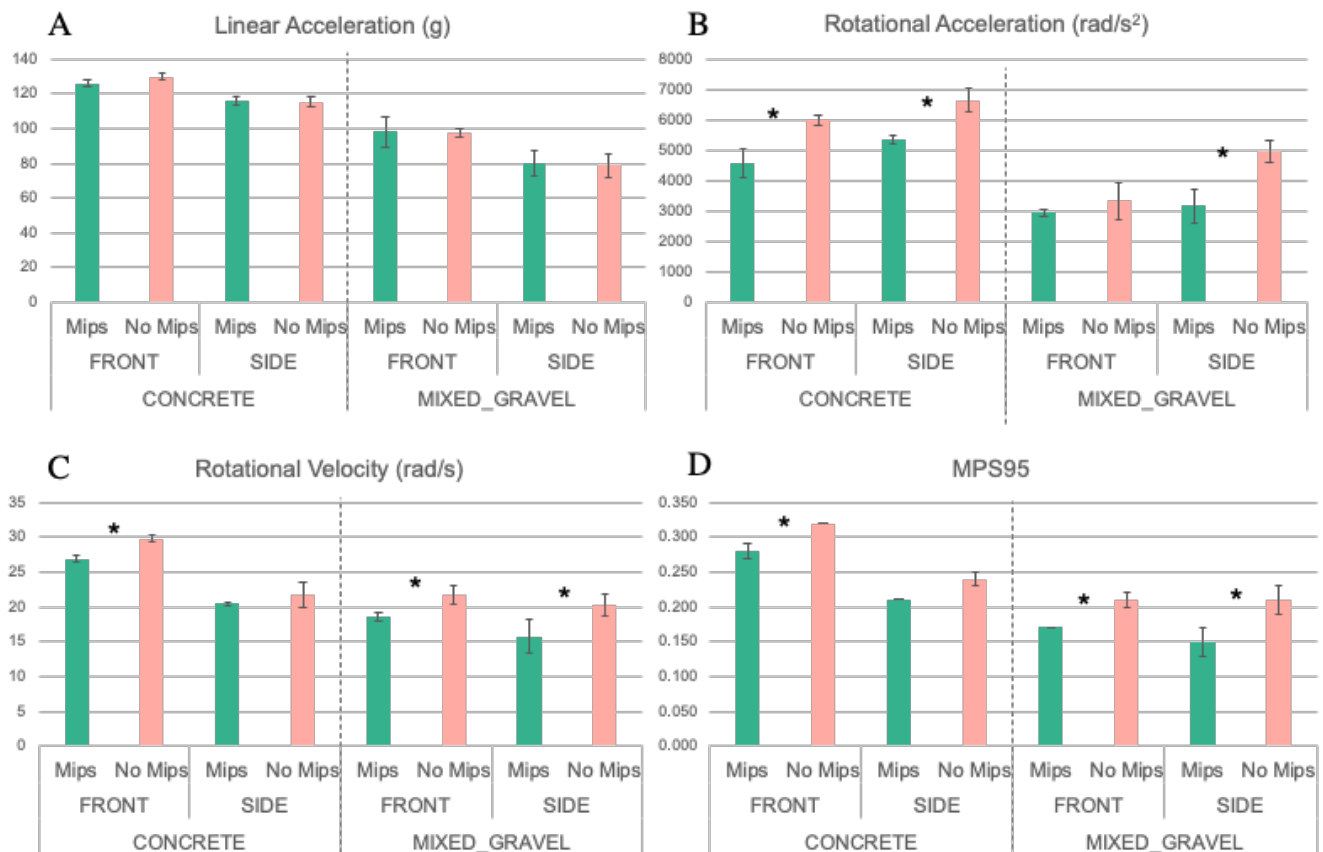 A
Linear Acceleration (g)
140
120
100
80
60
40
20
0
Mips No Mips Mips No Mips Mips No Mips Mips No Mips
FRONT SIDE FRONT SIDE
CONCRETE MIXED_GRAVEL
B
Rotational Acceleration (rad/s²)
8000
7000
6000
5000
4000
3000
2000
1000
0
* * *
Mips No Mips Mips No Mips Mips No Mips Mips No Mips
FRONT SIDE FRONT SIDE
CONCRETE MIXED_GRAVEL
C
Rotational Velocity (rad/s)
35
30
25
20
15
10
5
0
* * *
Mips No Mips Mips No Mips Mips No Mips Mips No Mips
FRONT SIDE FRONT SIDE
CONCRETE MIXED_GRAVEL
D
MPS95
0.350
0.300
0.250
0.200
0.150
0.100
0.050
0.000
* * *
Mips No Mips Mips No Mips Mips No Mips Mips No Mips
FRONT SIDE FRONT SIDE
CONCRETE MIXED_GRAVEL